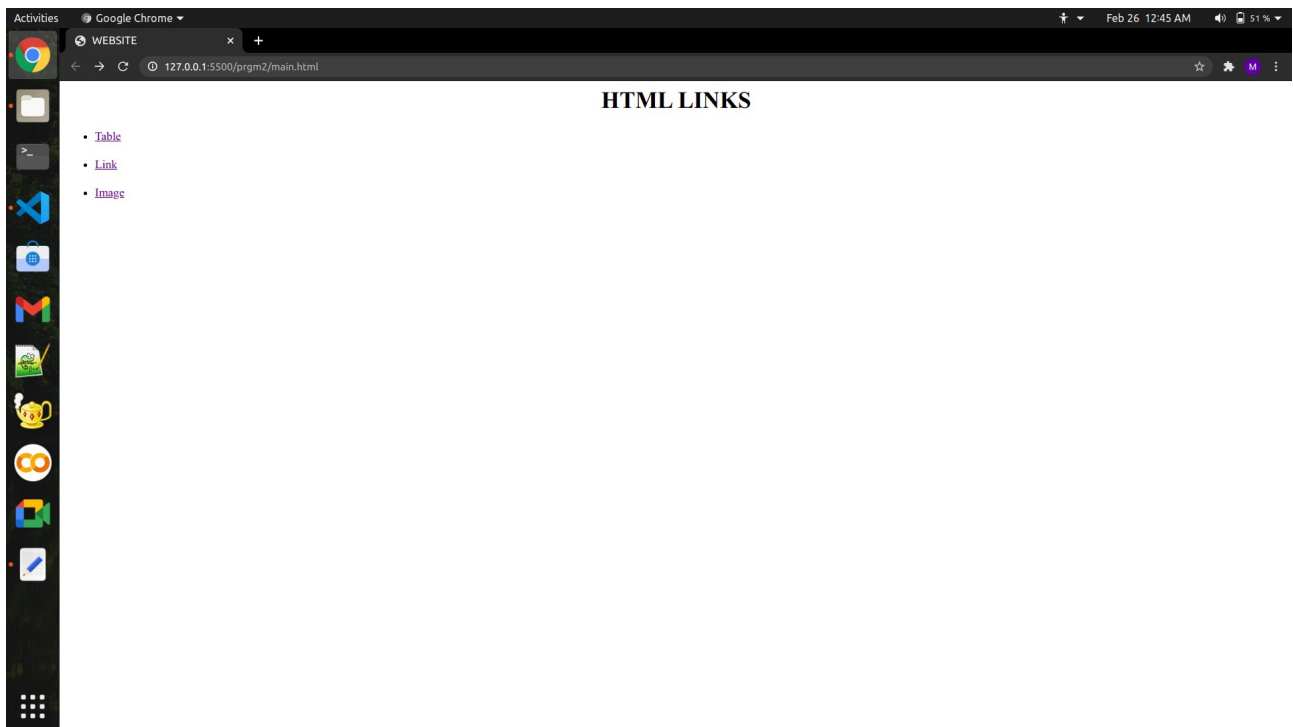 Activities Google Chrome Feb 26 12:45 AM 51 %
WEBSITE
127.0.0.1:5500/prgm2/main.html M
HTML LINKS
Table
Link
Image